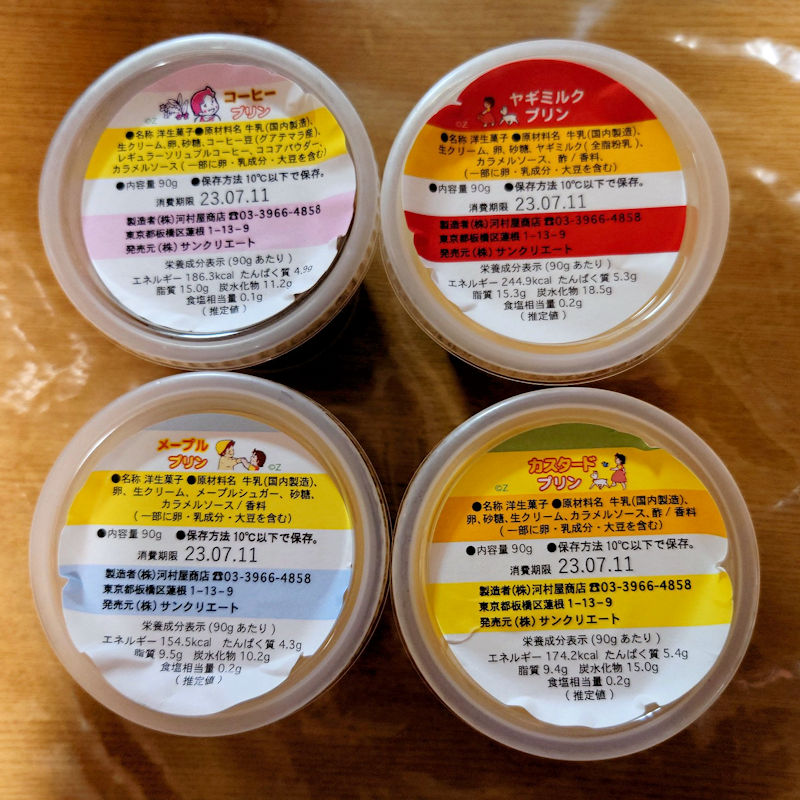 コーヒー
プリン
©Z
●名称 洋生菓子●原材料名 牛乳(国内製造)、
生クリーム、卵、砂糖、コーヒー豆(グアテマラ産)、
レギュラーソリュブルコーヒー、ココアパウダー、
カラメルソース(一部に卵・乳成分・大豆を含む)
●内容量 90g ●保存方法 10℃以下で保存。
消費期限 23.07.11
製造者(株)河村屋商店☎03-3966-4858
東京都板橋区蓮根1-13-9
発売元(株)サンクリエート
栄養成分表示(90gあたり)
エネルギー 186.3kcal たんぱく質 4.9g
脂質 15.0g 炭水化物 11.2g
食塩相当量 0.1g
(推定値)
ヤギミルク
プリン
©Z
●名称 洋生菓子●原材料名 牛乳(国内製造)、
生クリーム、卵、砂糖、ヤギミルク(全脂粉乳)、
カラメルソース、酢/香料、
(一部に卵・乳成分・大豆を含む)
●内容量 90g ●保存方法 10℃以下で保存。
消費期限 23.07.11
製造者(株)河村屋商店☎03-3966-4858
東京都板橋区蓮根1-13-9
発売元(株)サンクリエート
栄養成分表示(90gあたり)
エネルギー 244.9kcal たんぱく質 5.3g
脂質 15.3g 炭水化物 18.5g
食塩相当量 0.2g
(推定値)
メープル
プリン
©Z
●名称 洋生菓子●原材料名 牛乳(国内製造)、
卵、生クリーム、メープルシュガー、砂糖、
カラメルソース/香料
(一部に卵・乳成分・大豆を含む)
●内容量 90g ●保存方法 10℃以下で保存。
消費期限 23.07.11
製造者(株)河村屋商店☎03-3966-4858
東京都板橋区蓮根1-13-9
発売元(株)サンクリエート
栄養成分表示(90gあたり)
エネルギー 154.5kcal たんぱく質 4.3g
脂質 9.5g 炭水化物 10.2g
食塩相当量 0.2g
(推定値)
カスタード
プリン
©Z
●名称 洋生菓子●原材料名 牛乳(国内製造)、
卵、砂糖、生クリーム、カラメルソース、酢/香料
(一部に卵・乳成分・大豆を含む)
●内容量 90g ●保存方法 10℃以下で保存。
消費期限 23.07.11
製造者(株)河村屋商店☎03-3966-4858
東京都板橋区蓮根1-13-9
発売元(株)サンクリエート
栄養成分表示(90gあたり)
エネルギー 174.2kcal たんぱく質 5.4g
脂質 9.4g 炭水化物 15.0g
食塩相当量 0.2g
(推定値)